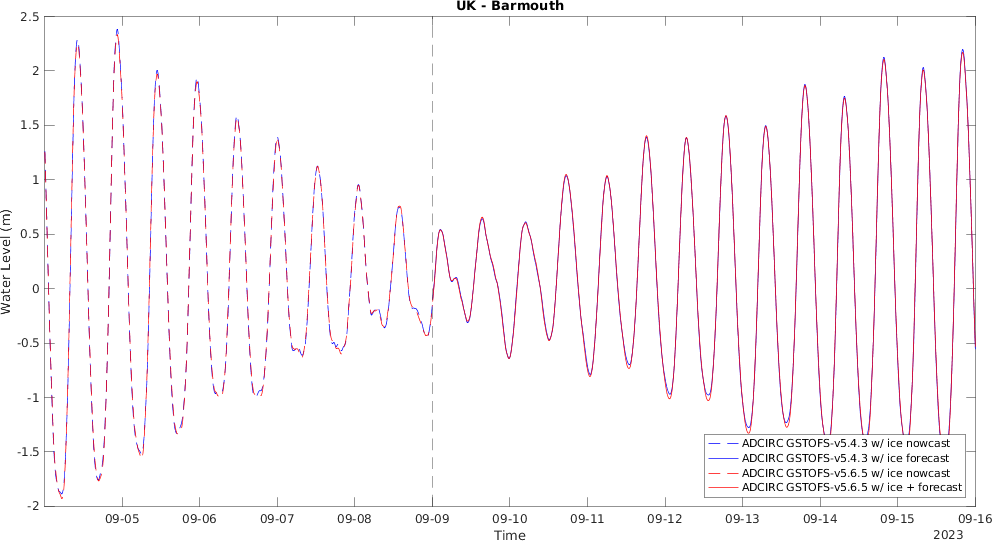 UK - Barmouth
2.5
2
1.5
1
0.5
0
-0.5
-1
-1.5
-2
Water Level (m)
09-05 09-06 09-07 09-08 09-09 09-10 09-11 09-12 09-13 09-14 09-15 09-16
Time
2023
ADCIRC GSTOFS-v5.4.3 w/ ice nowcast
ADCIRC GSTOFS-v5.4.3 w/ ice forecast
ADCIRC GSTOFS-v5.6.5 w/ ice nowcast
ADCIRC GSTOFS-v5.6.5 w/ ice + forecast